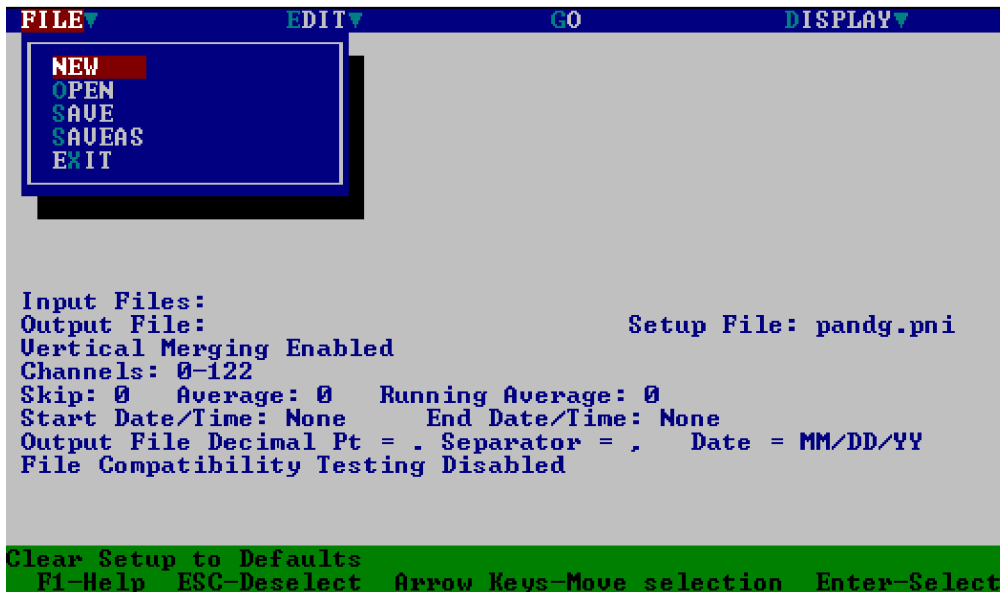 FILE▼ EDIT▼ GO DISPLAY▼
NEW
OPEN
SAVE
SAVEAS
EXIT
Input Files:
Output File: Setup File: pandg.pni
Vertical Merging Enabled
Channels: 0-122
Skip: 0 Average: 0 Running Average: 0
Start Date/Time: None End Date/Time: None
Output File Decimal Pt = . Separator = , Date = MM/DD/YY
File Compatibility Testing Disabled
Clear Setup to Defaults
F1-Help ESC-Deselect Arrow Keys-Move selection Enter-Select